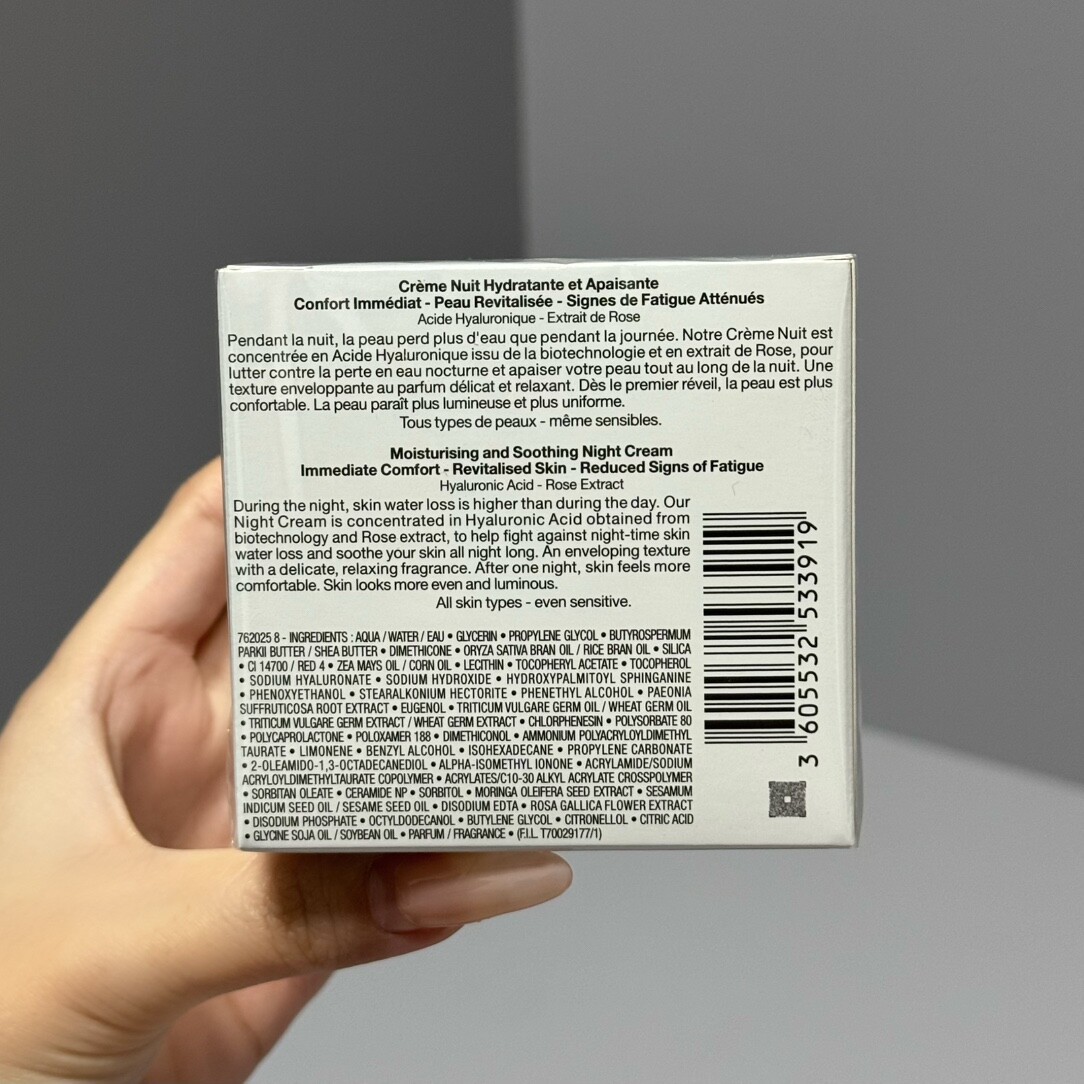 Crème Nuit Hydratante et Apaisante
Confort Immédiat - Peau Revitalisée - Signes de Fatigue Atténués
Acide Hyaluronique - Extrait de Rose
Pendant la nuit, la peau perd plus d'eau que pendant la journée. Notre Crème Nuit est
concentrée en Acide Hyaluronique issu de la biotechnologie et en extrait de Rose, pour
lutter contre la perte en eau nocturne et apaiser votre peau tout au long de la nuit. Une
texture enveloppante au parfum délicat et relaxant. Dès le premier réveil, la peau est plus
confortable. La peau paraît plus lumineuse et plus uniforme.
Tous types de peaux - même sensibles.
Moisturising and Soothing Night Cream
Immediate Comfort - Revitalised Skin - Reduced Signs of Fatigue
Hyaluronic Acid - Rose Extract
During the night, skin water loss is higher than during the day. Our
Night Cream is concentrated in Hyaluronic Acid obtained from
biotechnology and Rose extract, to help fight against night-time skin
water loss and soothe your skin all night long. An enveloping texture
with a delicate, relaxing fragrance. After one night, skin feels more
comfortable. Skin looks more even and luminous.
All skin types - even sensitive.
762025 8 - INGREDIENTS : AQUA / WATER / EAU • GLYCERIN • PROPYLENE GLYCOL • BUTYROSPERMUM
PARKII BUTTER / SHEA BUTTER • DIMETHICONE • ORYZA SATIVA BRAN OIL / RICE BRAN OIL • SILICA
• CI 14700 / RED 4 • ZEA MAYS OIL / CORN OIL • LECITHIN • TOCOPHERYL ACETATE • TOCOPHEROL
• SODIUM HYALURONATE • SODIUM HYDROXIDE • HYDROXYPALMITOYL SPHINGANINE
• PHENOXYETHANOL • STEARALKONIUM HECTORITE • PHENETHYL ALCOHOL • PAEONIA
SUFFRUTICOSA ROOT EXTRACT • EUGENOL • TRITICUM VULGARE GERM OIL / WHEAT GERM OIL
• TRITICUM VULGARE GERM EXTRACT / WHEAT GERM EXTRACT • CHLORPHENESIN • POLYSORBATE 80
• POLYCAPROLACTONE • POLOXAMER 188 • DIMETHICONOL • AMMONIUM POLYACRYLOYLDIMETHYL
TAURATE • LIMONENE • BENZYL ALCOHOL • ISOHEXADECANE • PROPYLENE CARBONATE
• 2-OLEAMIDO-1,3-OCTADECANEDIOL • ALPHA-ISOMETHYL IONONE • ACRYLAMIDE/SODIUM
ACRYLOYLDIMETHYLTAURATE COPOLYMER • ACRYLATES/C10-30 ALKYL ACRYLATE CROSSPOLYMER
• SORBITAN OLEATE • CERAMIDE NP • SORBITOL • MORINGA OLEIFERA SEED EXTRACT • SESAMUM
INDICUM SEED OIL / SESAME SEED OIL • DISODIUM EDTA • ROSA GALLICA FLOWER EXTRACT
• DISODIUM PHOSPHATE • OCTYLDODECANOL • BUTYLENE GLYCOL • CITRONELLOL • CITRIC ACID
• GLYCINE SOJA OIL / SOYBEAN OIL • PARFUM / FRAGRANCE • (F.I.L. T70029177/1)
3 605532 533919